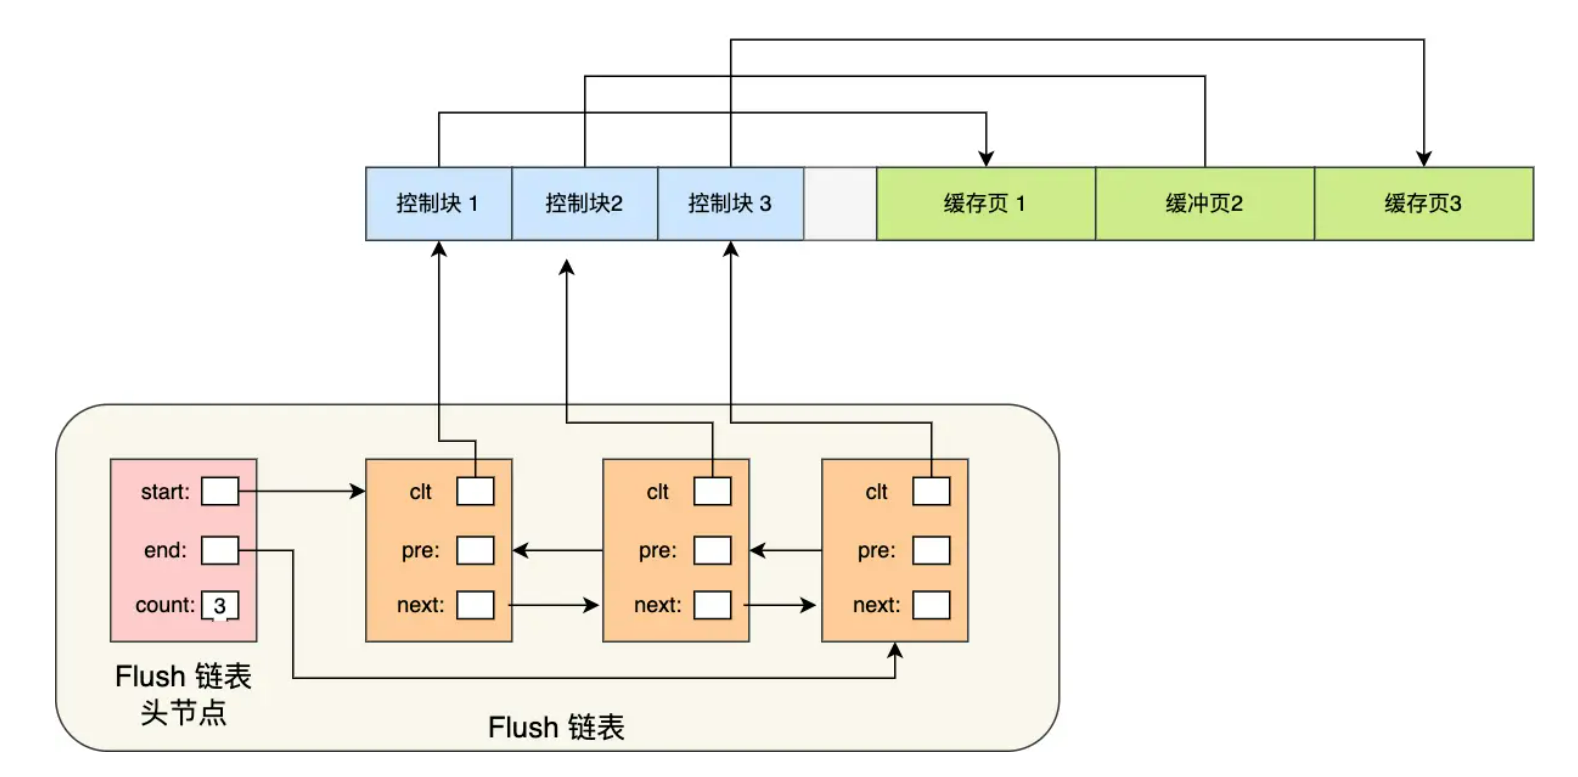 控制块 1
控制块2
控制块 3
缓存页 1
缓冲页2
缓存页3
start:
end:
count: 3
clt
pre:
next:
clt
pre:
next:
clt
pre:
next:
Flush 链表
头节点
Flush 链表